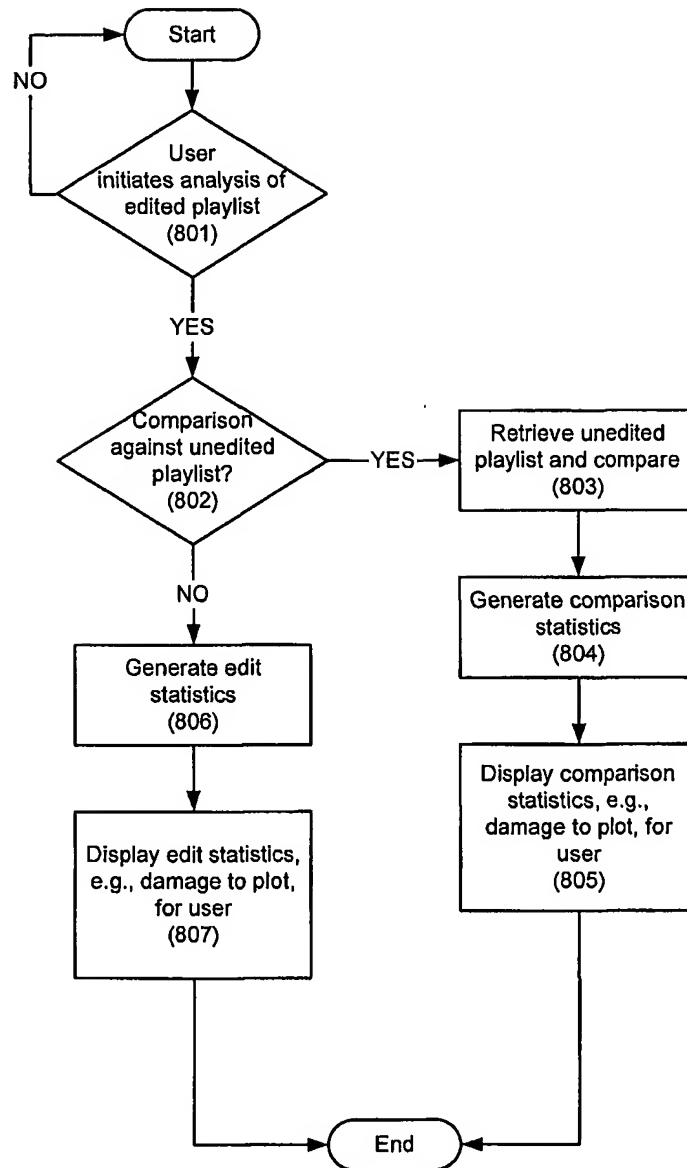 Start
NO
User
initiates analysis of
edited playlist
(801)
YES
Comparison
against unedited
playlist?
(802)
YES
Retrieve unedited
playlist and compare
(803)
NO
Generate comparison
statistics
(804)
Generate edit
statistics
(806)
Display comparison
statistics, e.g.,
damage to plot, for
user
(805)
Display edit statistics,
e.g., damage to plot,
for user
(807)
End